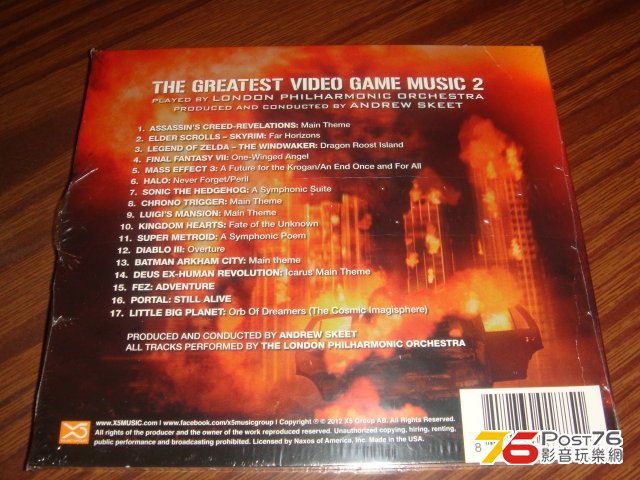 THE GREATEST VIDEO GAME MUSIC 2
PLAYED BY LONDON PHILHARMONIC ORCHESTRA
PRODUCED AND CONDUCTED BY ANDREW SKEET
1. ASSASSIN'S CREED-REVELATIONS: Main Theme
2. ELDER SCROLLS – SKYRIM: Far Horizons
3. LEGEND OF ZELDA – THE WINDWAKER: Dragon Roost Island
4. FINAL FANTASY VII: One-Winged Angel
5. MASS EFFECT 3: A Future for the Krogan/An End Once and For All
6. HALO: Never Forget/Peril
7. SONIC THE HEDGEHOG: A Symphonic Suite
8. CHRONO TRIGGER: Main Theme
9. LUIGI'S MANSION: Main Theme
10. KINGDOM HEARTS: Fate of the Unknown
11. SUPER METROID: A Symphonic Poem
12. DIABLO III: Overture
13. BATMAN ARKHAM CITY: Main theme
14. DEUS EX-HUMAN REVOLUTION: Icarus Main Theme
15. FEZ: ADVENTURE
16. PORTAL: STILL ALIVE
17. LITTLE BIG PLANET: Orb Of Dreamers (The Cosmic Imagisphere)
PRODUCED AND CONDUCTED BY ANDREW SKEET
ALL TRACKS PERFORMED BY THE LONDON PHILHARMONIC ORCHESTRA
X5
www.X5MUSIC.com | www.facebook.com/x5musicgroup | Copyright ℗ © 2012 X5 Group AB. All Rights Reserved.
All rights of the producer and the owner of the work reproduced reserved. Unauthorized copying, hiring, renting,
public performance and broadcasting prohibited. Licensed by Naxos of America, Inc. Made in the USA.
8
76 Post76
影音玩樂網